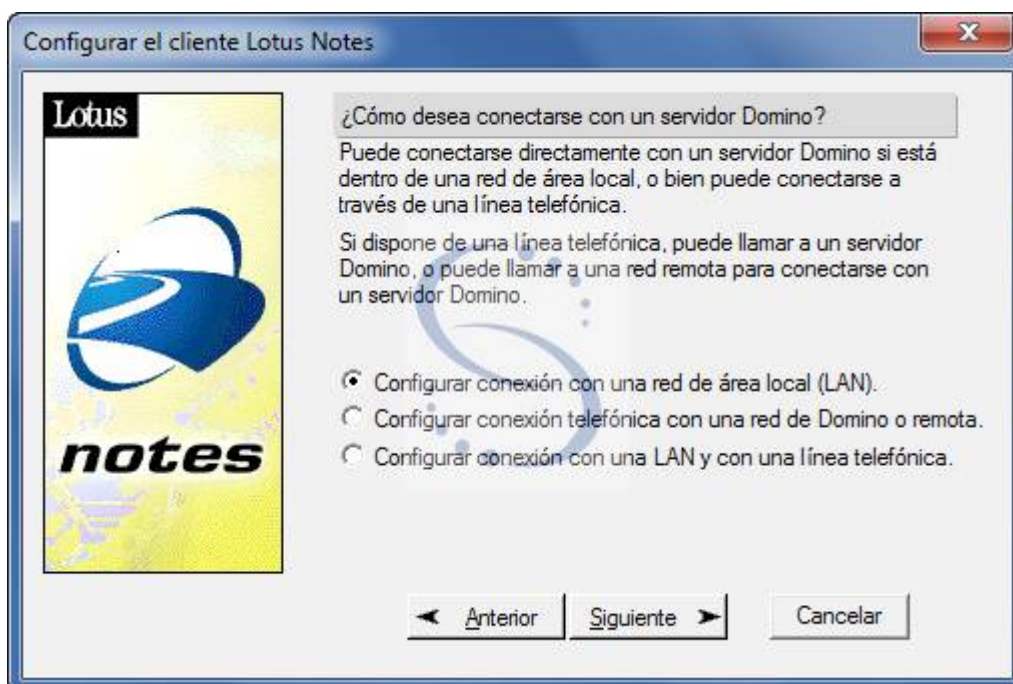 Configurar el cliente Lotus Notes
Lotus
notes
¿Cómo desea conectarse con un servidor Domino?
Puede conectarse directamente con un servidor Domino si está
dentro de una red de área local, o bien puede conectarse a
través de una línea telefónica.
Si dispone de una línea telefónica, puede llamar a un servidor
Domino, o puede llamar a una red remota para conectarse con
un servidor Domino.
Configurar conexión con una red de área local (LAN).
Configurar conexión telefónica con una red de Domino o remota.
Configurar conexión con una LAN y con una línea telefónica.
Anterior
Siguiente
Cancelar